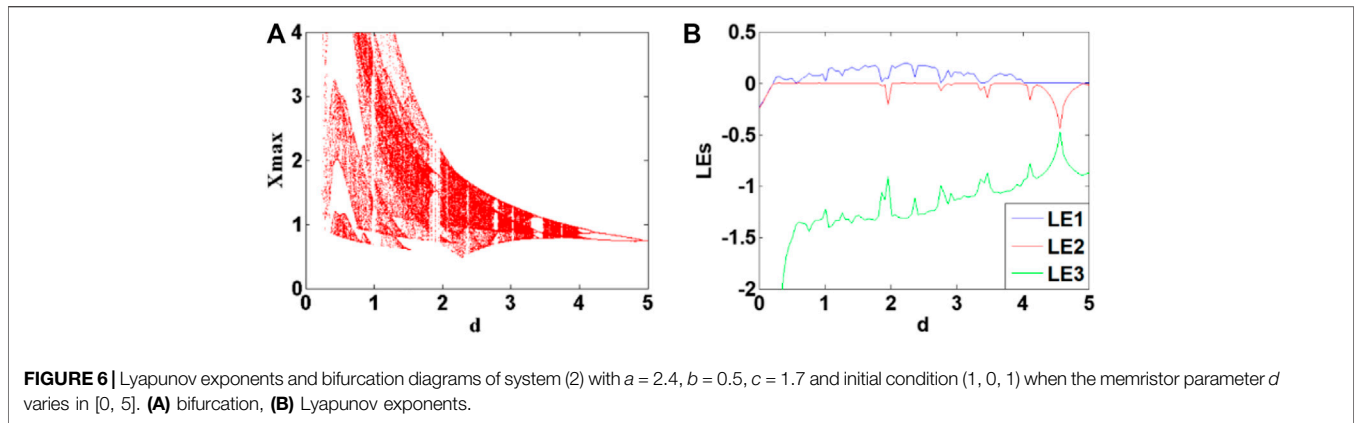 A
4
3
2
1
0
Xmax
0 1 2 3 4 5
d
B
0.5
0
-0.5
-1
-1.5
-2
LEs
0 1 2 3 4 5
d
LE1
LE2
LE3
FIGURE 6 | Lyapunov exponents and bifurcation diagrams of system (2) with a = 2.4, b = 0.5, c = 1.7 and initial condition (1, 0, 1) when the memristor parameter d
varies in [0, 5]. (A) bifurcation, (B) Lyapunov exponents.